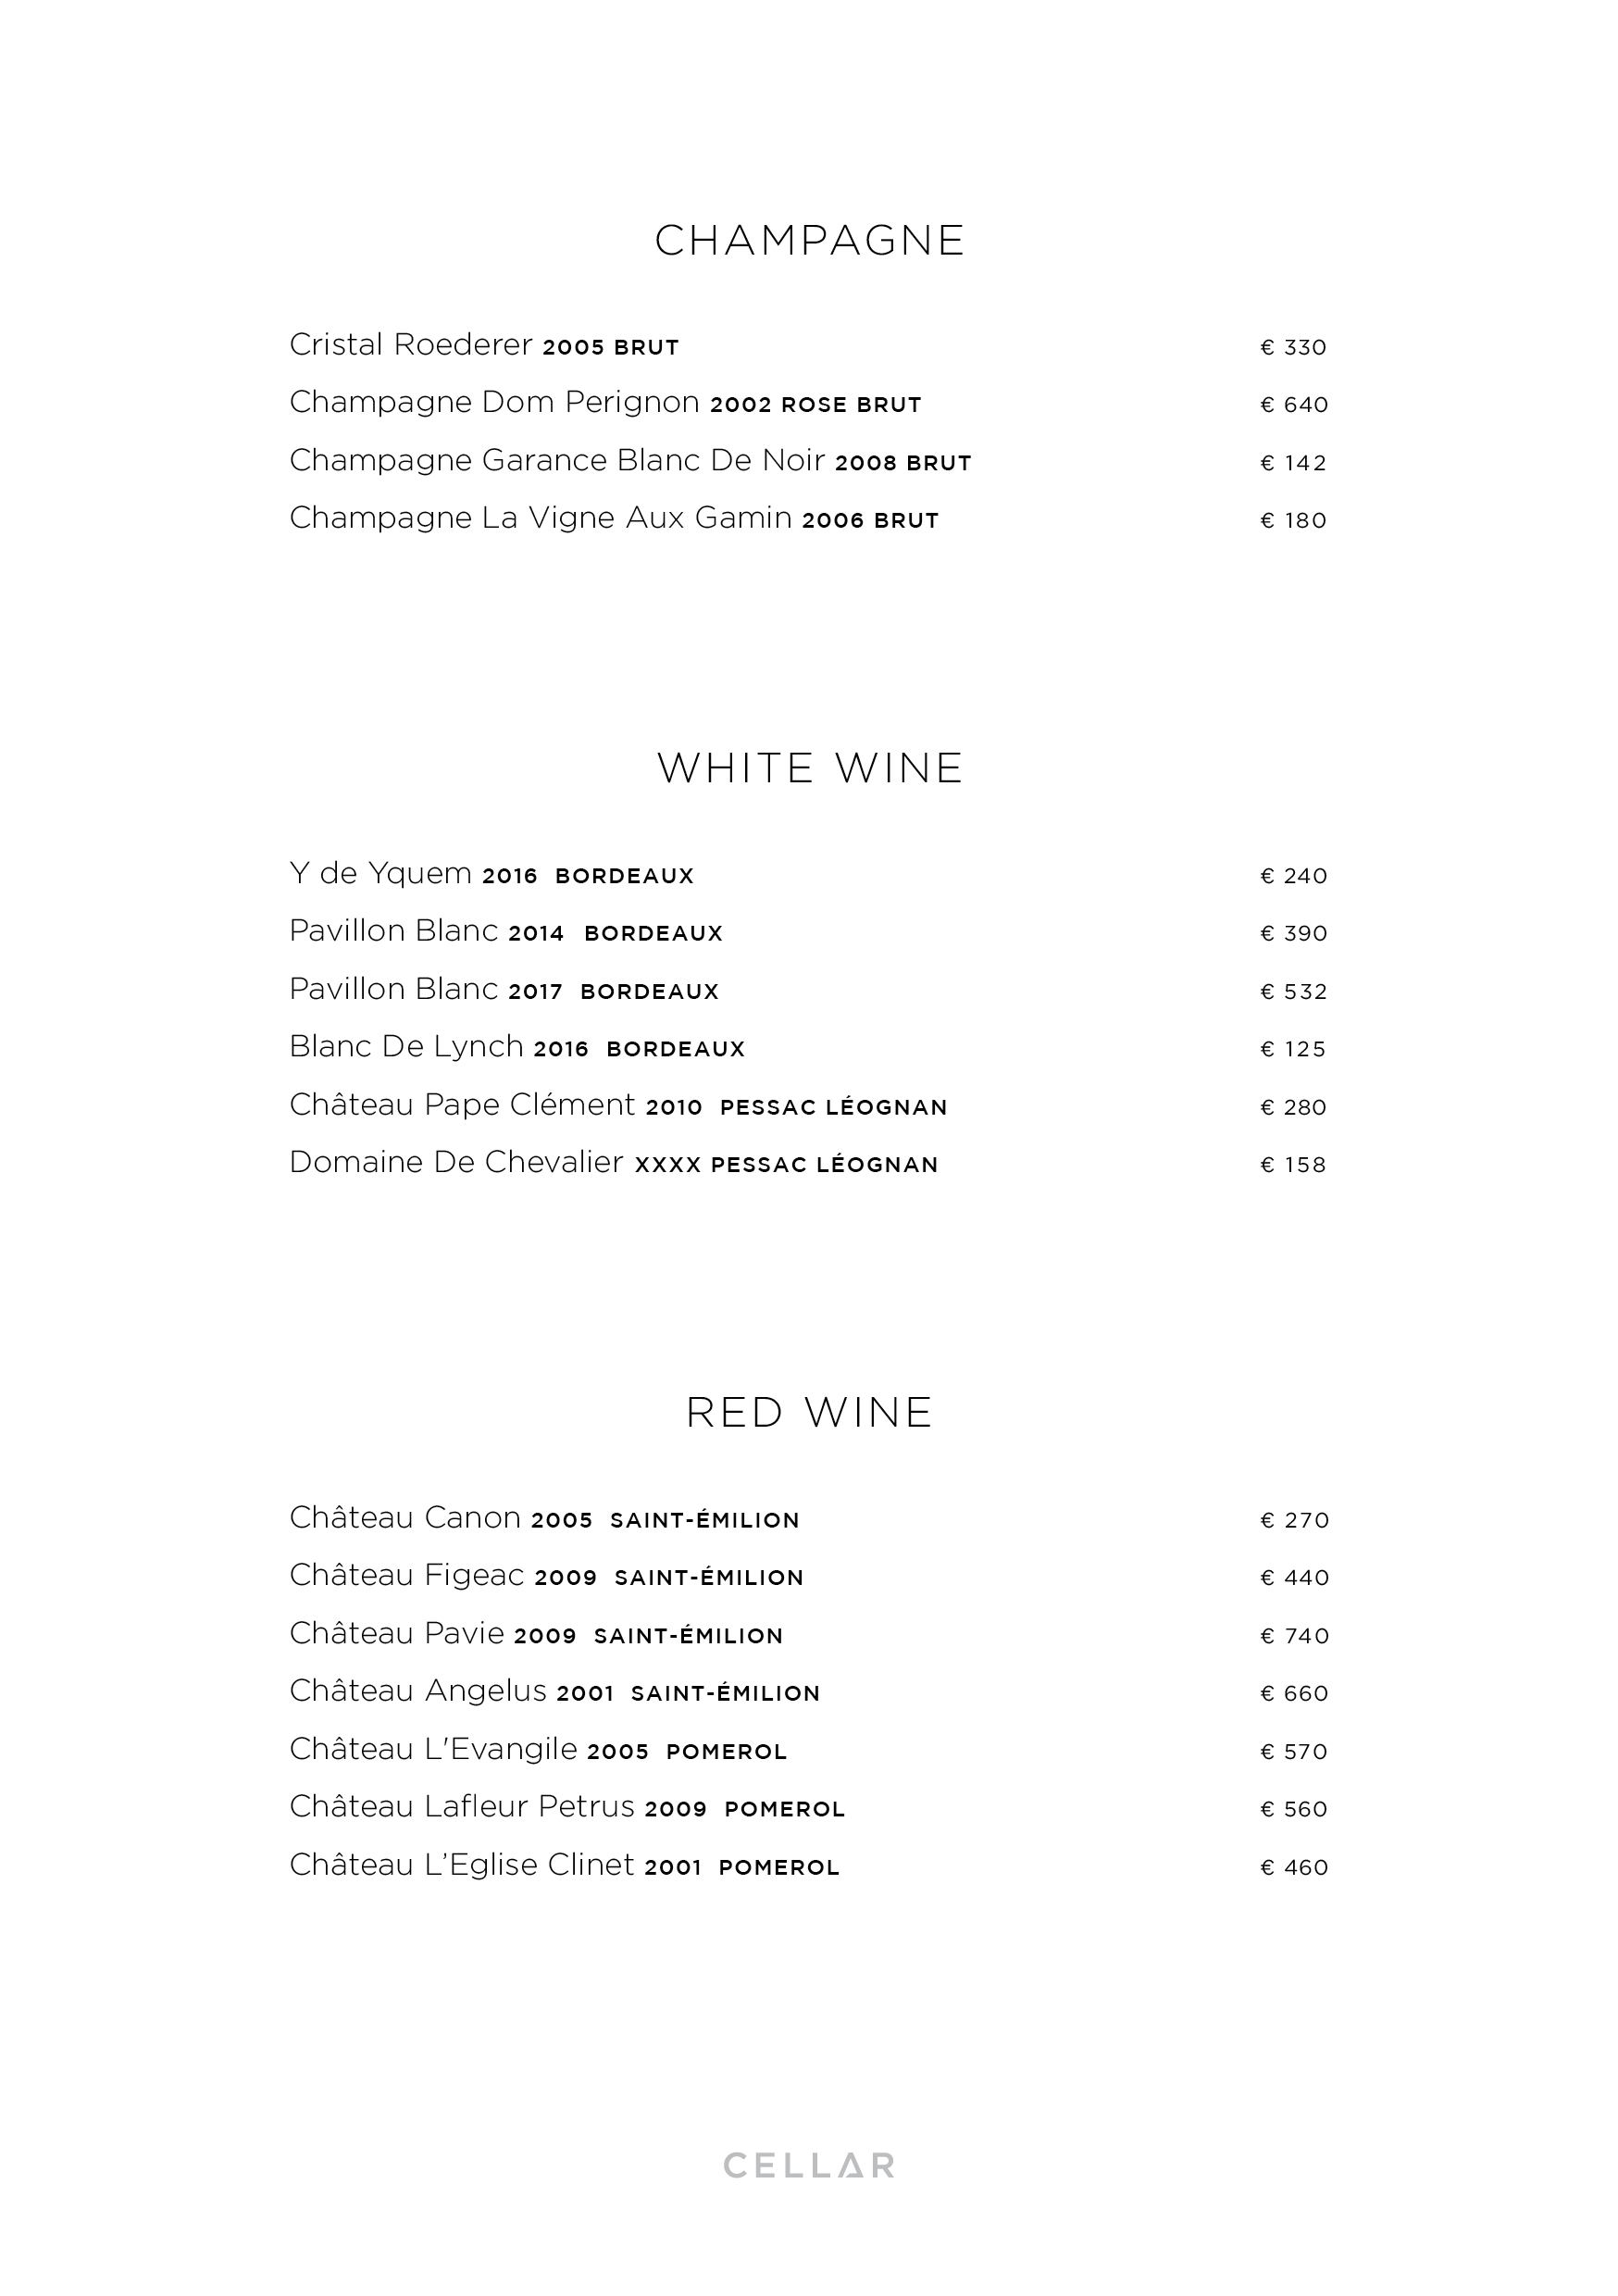 CHAMPAGNE
Cristal Roederer 2005 BRUT € 330
Champagne Dom Perignon 2002 ROSE BRUT € 640
Champagne Garance Blanc De Noir 2008 BRUT € 142
Champagne La Vigne Aux Gamin 2006 BRUT € 180
WHITE WINE
Y de Yquem 2016 BORDEAUX € 240
Pavillon Blanc 2014 BORDEAUX € 390
Pavillon Blanc 2017 BORDEAUX € 532
Blanc De Lynch 2016 BORDEAUX € 125
Château Pape Clément 2010 PESSAC LÉOGNAN € 280
Domaine De Chevalier XXXX PESSAC LÉOGNAN € 158
RED WINE
Château Canon 2005 SAINT-ÉMILION € 270
Château Figeac 2009 SAINT-ÉMILION € 440
Château Pavie 2009 SAINT-ÉMILION € 740
Château Angelus 2001 SAINT-ÉMILION € 660
Château L'Evangile 2005 POMEROL € 570
Château Lafleur Petrus 2009 POMEROL € 560
Château L’Eglise Clinet 2001 POMEROL € 460
CELLAR